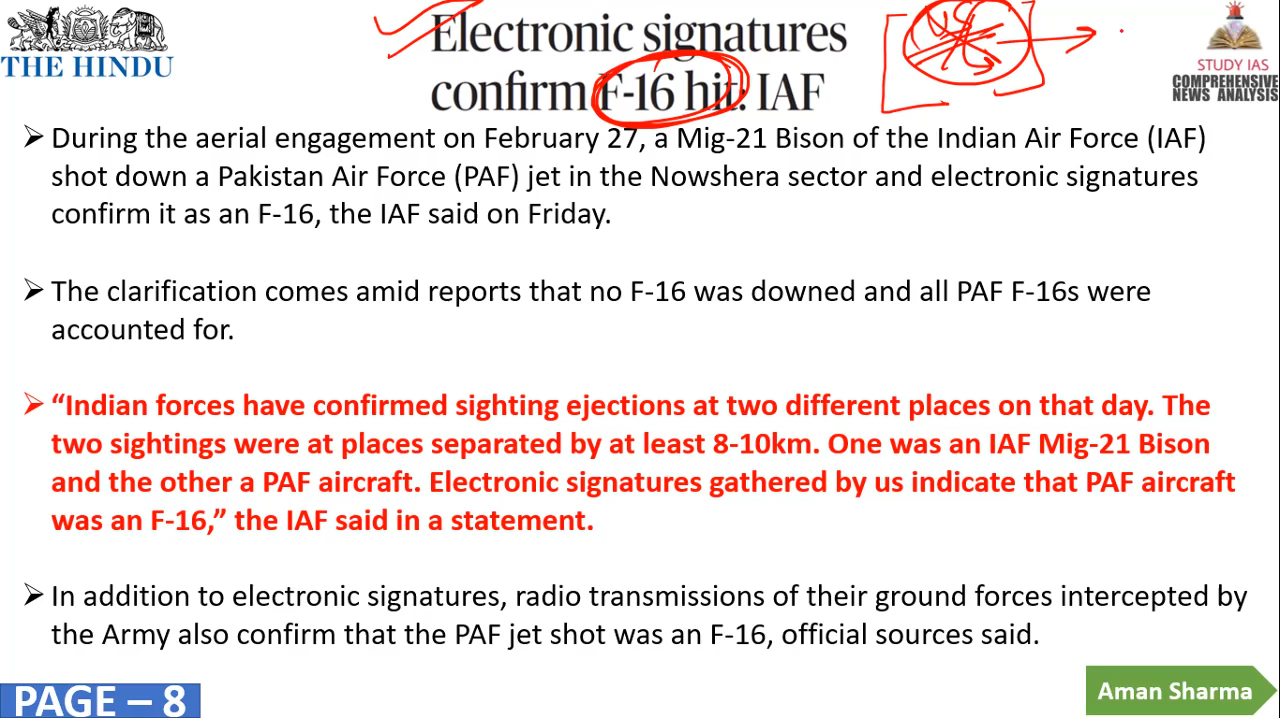 THE HINDU
Electronic signatures
confirm F-16 hit: IAF
US
STUDY IAS
COMPREHENSIVE
NEWS ANALYSIS
➢ During the aerial engagement on February 27, a Mig-21 Bison of the Indian Air Force (IAF)
shot down a Pakistan Air Force (PAF) jet in the Nowshera sector and electronic signatures
confirm it as an F-16, the IAF said on Friday.
➢ The clarification comes amid reports that no F-16 was downed and all PAF F-16s were
accounted for.
➢ “Indian forces have confirmed sighting ejections at two different places on that day. The
two sightings were at places separated by at least 8-10km. One was an IAF Mig-21 Bison
and the other a PAF aircraft. Electronic signatures gathered by us indicate that PAF aircraft
was an F-16,” the IAF said in a statement.
➢ In addition to electronic signatures, radio transmissions of their ground forces intercepted by
the Army also confirm that the PAF jet shot was an F-16, official sources said.
PAGE – 8
Aman Sharma